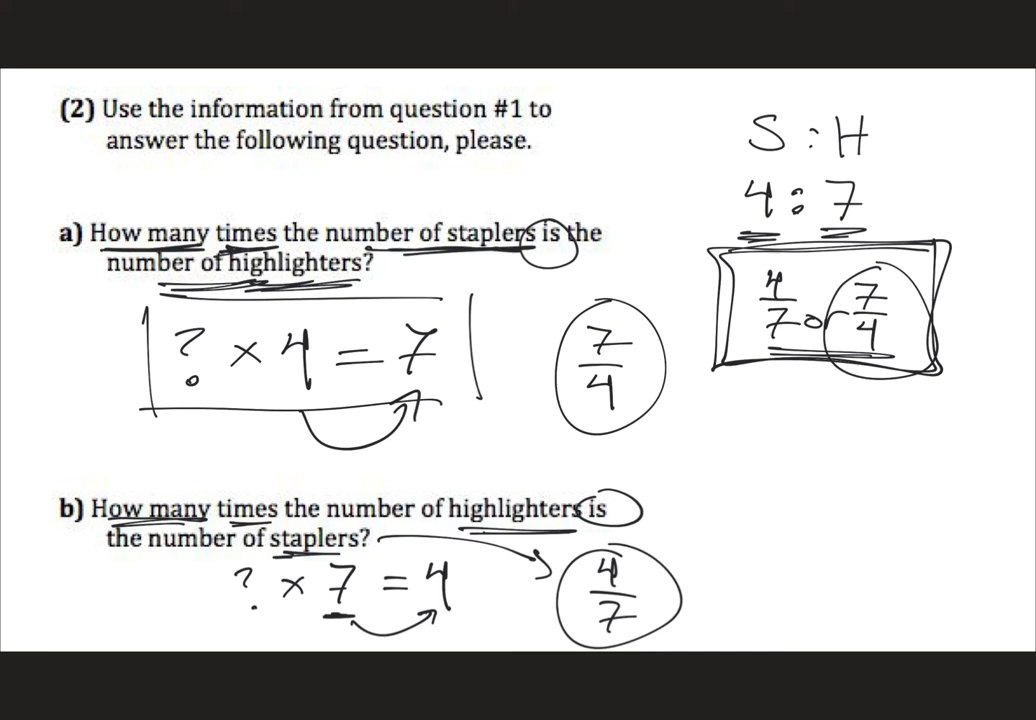 (2) Use the information from question #1 to
answer the following question, please.
S : H
4 : 7
a) How many times the number of staplers is the
number of highlighters?
4/7 or 7/4
? × 4 = 7
7/4
b) How many times the number of highlighters is
the number of staplers?
? × 7 = 4
4/7